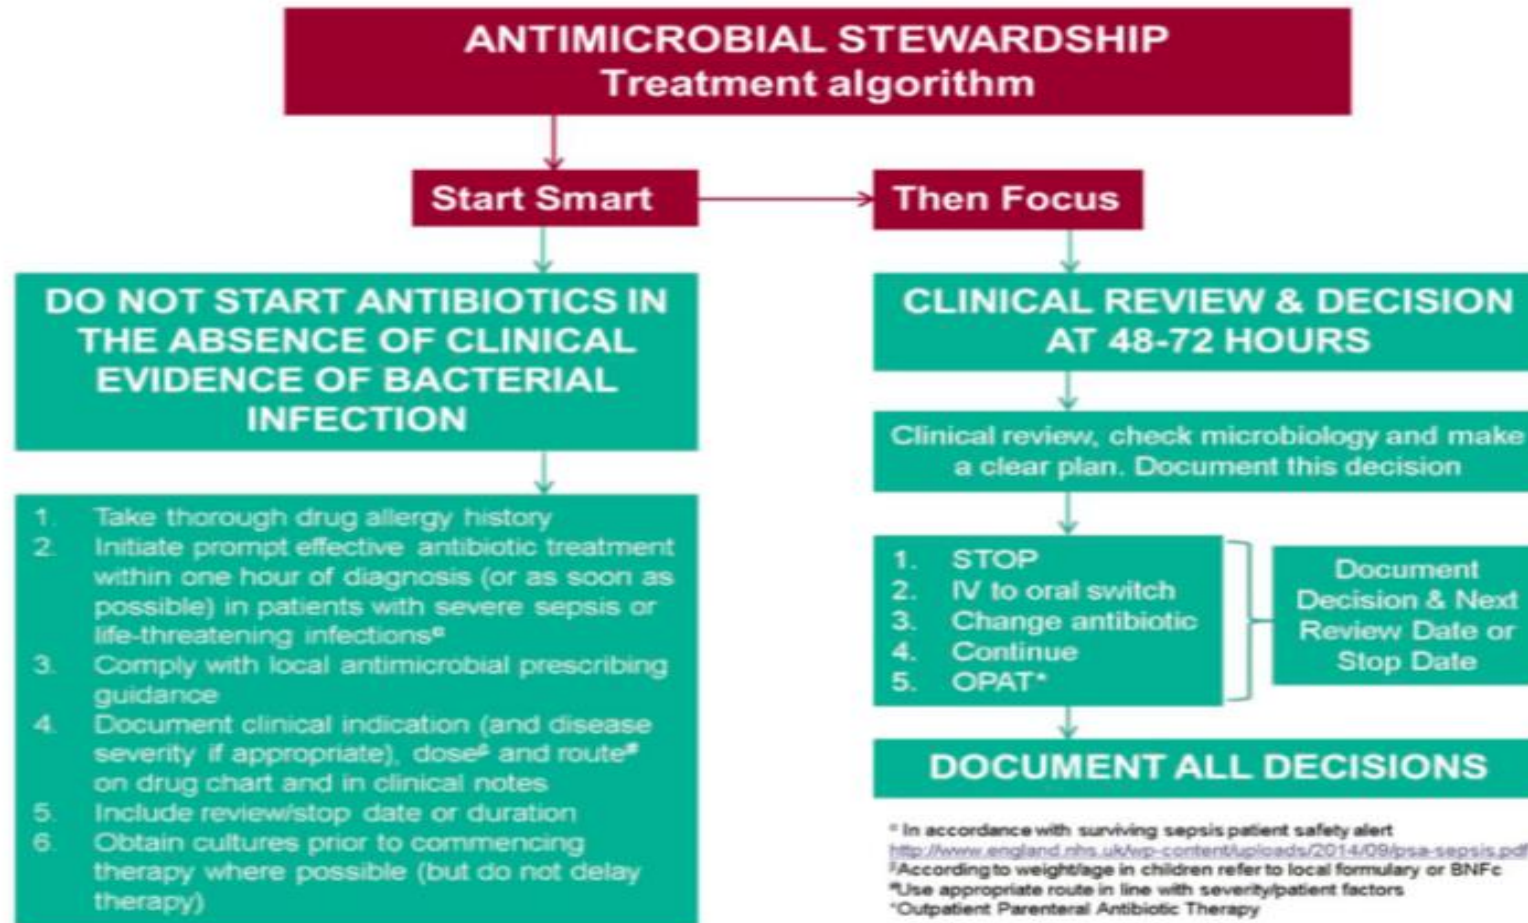 ANTIMICROBIAL STEWARDSHIP
Treatment algorithm
Start Smart
Then Focus
DO NOT START ANTIBIOTICS IN
THE ABSENCE OF CLINICAL
EVIDENCE OF BACTERIAL
INFECTION
1. Take thorough drug allergy history
2. Initiate prompt effective antibiotic treatment
within one hour of diagnosis (or as soon as
possible) in patients with severe sepsis or
life-threatening infections
3. Comply with local antimicrobial prescribing
guidance
4. Document clinical indication (and disease
severity if appropriate), dose and route#
on drug chart and in clinical notes
5. Include review/stop date or duration
6. Obtain cultures prior to commencing
therapy where possible (but do not delay
therapy)
CLINICAL REVIEW & DECISION
AT 48-72 HOURS
Clinical review, check microbiology and make
a clear plan. Document this decision
1. STOP
2. IV to oral switch
3. Change antibiotic
4. Continue
5. OPAT*
Document
Decision & Next
Review Date or
Stop Date
DOCUMENT ALL DECISIONS
In accordance with surviving sepsis patient safety alert
http://www.england.nhs.uk/wp-content/uploads/2014/09/psa-sepsis.pdf
According to weight/age in children refer to local formulary or BNFc
#Use appropriate route in line with severity/patient factors
*Outpatient Parenteral Antibiotic Therapy